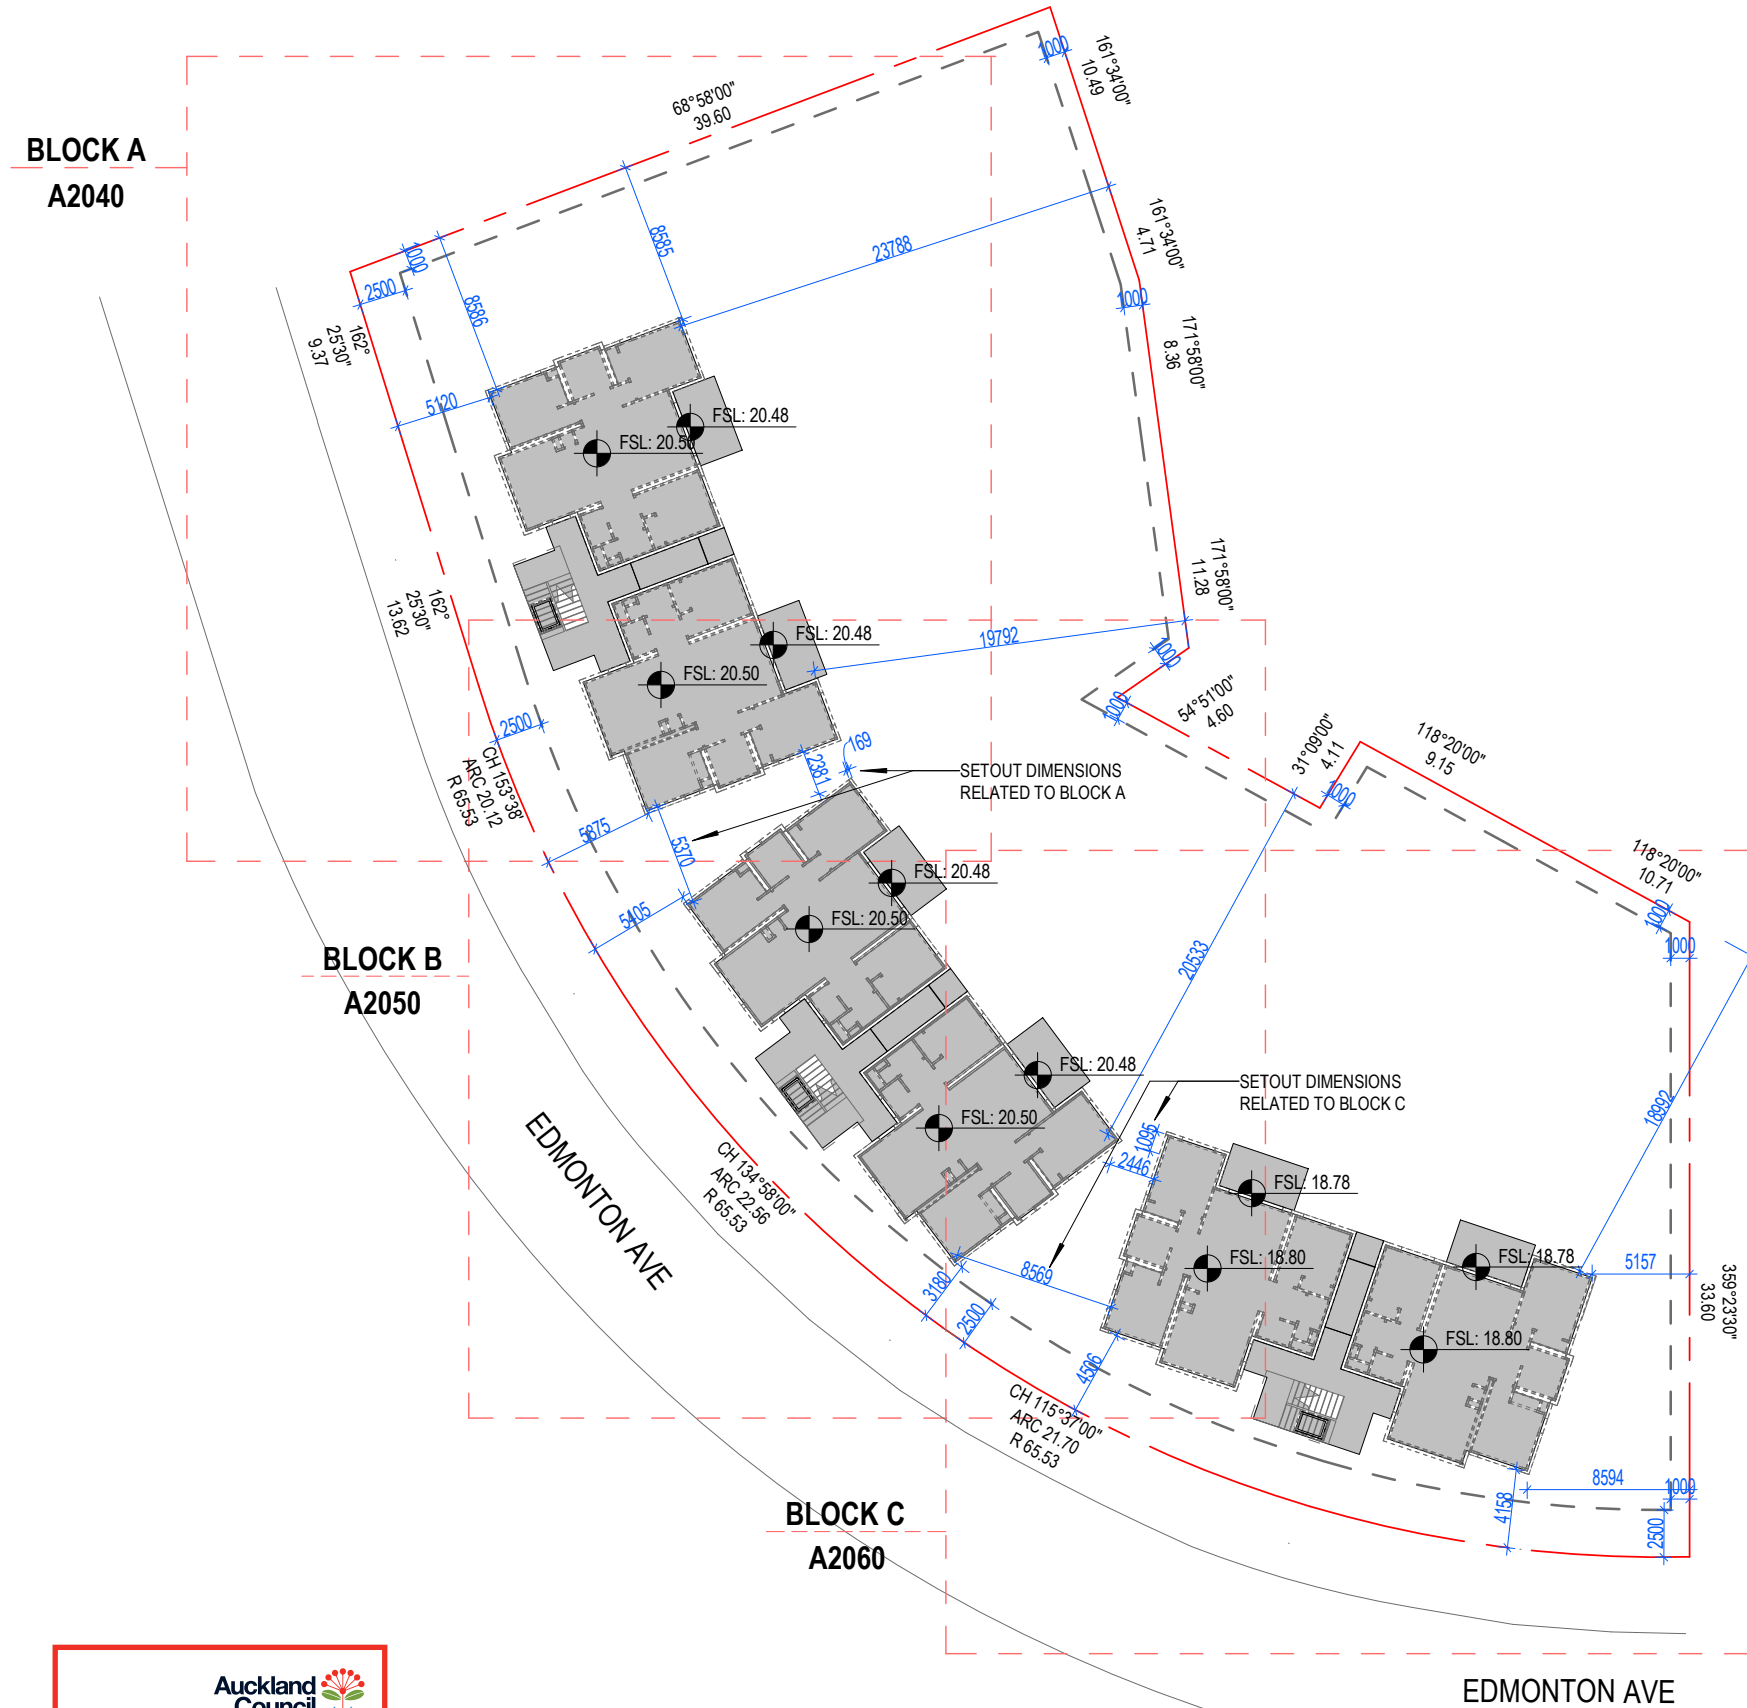 1000
161°34'00"
10.49
68°58'00"
39.60
BLOCK A
A2040
161°34'00"
4.71
8585
23788
1000
2500
8586
1000
171°58'00"
8.36
162°
25'30"
9.37
5120
FSL: 20.48
FSL: 20.50
171°58'00"
11.28
162°
25'30"
13.62
FSL: 20.48
19792
1000
FSL: 20.50
54°51'00"
4.60
1000
2500
31°09'00"
4.11
118°20'00"
9.15
CH 153°38'
ARC 20.12
R 65.53
169
2381
SETOUT DIMENSIONS
RELATED TO BLOCK A
1000
5875
5370
118°20'00"
10.71
FSL: 20.48
5405
FSL: 20.50
1000
1000
BLOCK B
A2050
20533
FSL: 20.48
SETOUT DIMENSIONS
RELATED TO BLOCK C
18992
FSL: 20.50
1095
2446
EDMONTON AVE
CH 134°58'00"
ARC 22.56
R 65.53
FSL: 18.78
8569
FSL: 18.80
FSL: 18.78
5157
3180
2500
359°23'30"
33.60
FSL: 18.80
4506
CH 115°37'00"
ARC 21.70
R 65.53
8594
1000
4158
2500
BLOCK C
A2060
Auckland
Council
EDMONTON AVE